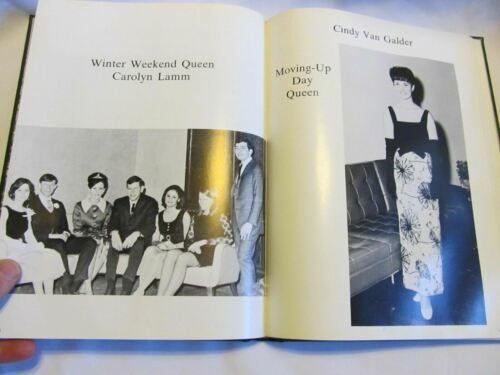 Winter Weekend Queen
Carolyn Lamm
Cindy Van Galder
Moving-Up
Day
Queen